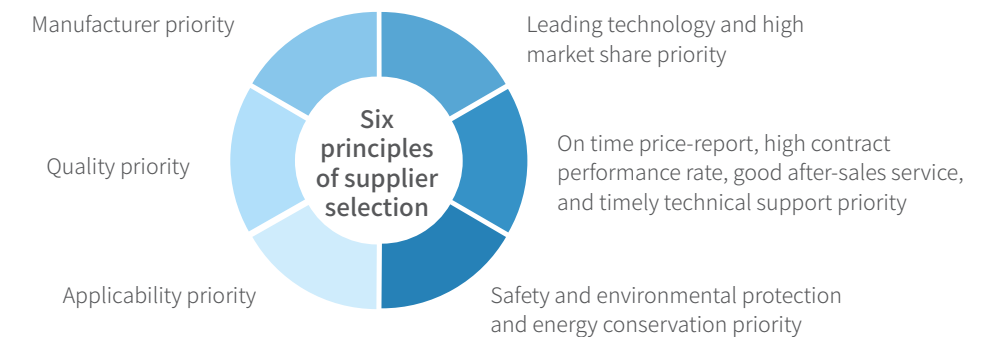 Manufacturer priority
Leading technology and high
market share priority
Six
principles
of supplier
selection
Quality priority
On time price-report, high contract
performance rate, good after-sales service,
and timely technical support priority
Applicability priority
Safety and environmental protection
and energy conservation priority